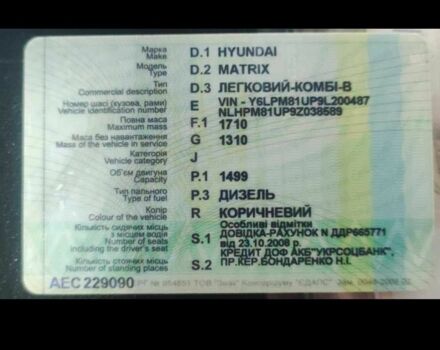 Марка D.1 HYUNDAI
Make
Модель D.2 MATRIX
Type
Тип D.3 ЛЕГКОВИЙ-КОМБІ-В
Commercial description
Номер шасі (кузова, рами) E VIN - Y6LPM81UP9L200487
Vehicle identification number NLHPM81UP9Z038589
Повна маса F.1 1710
Maximum mass
Маса без навантаження G 1310
Mass of the vehicle in service
Категорія J
Vehicle category
Об'єм двигуна P.1 1499
Capacity
Тип пального P.3 ДИЗЕЛЬ
Type of fuel
Колір R КОРИЧНЕВИЙ
Colour of the vehicle
Кількість сидячих місць Особливі відмітки
з місцем водія S.1 ДОВІДКА-РАХУНОК N ДДР665771
Number of seats від 23.10.2008 р.
including the driver's seat КРЕДИТ ДОФ АКБ"УКРСОЦБАНК",
Кількість стоячих місць S.2 ПР.КЕР.БОНДАРЕНКО Н.І.
Number of standing places
АЕС 229090